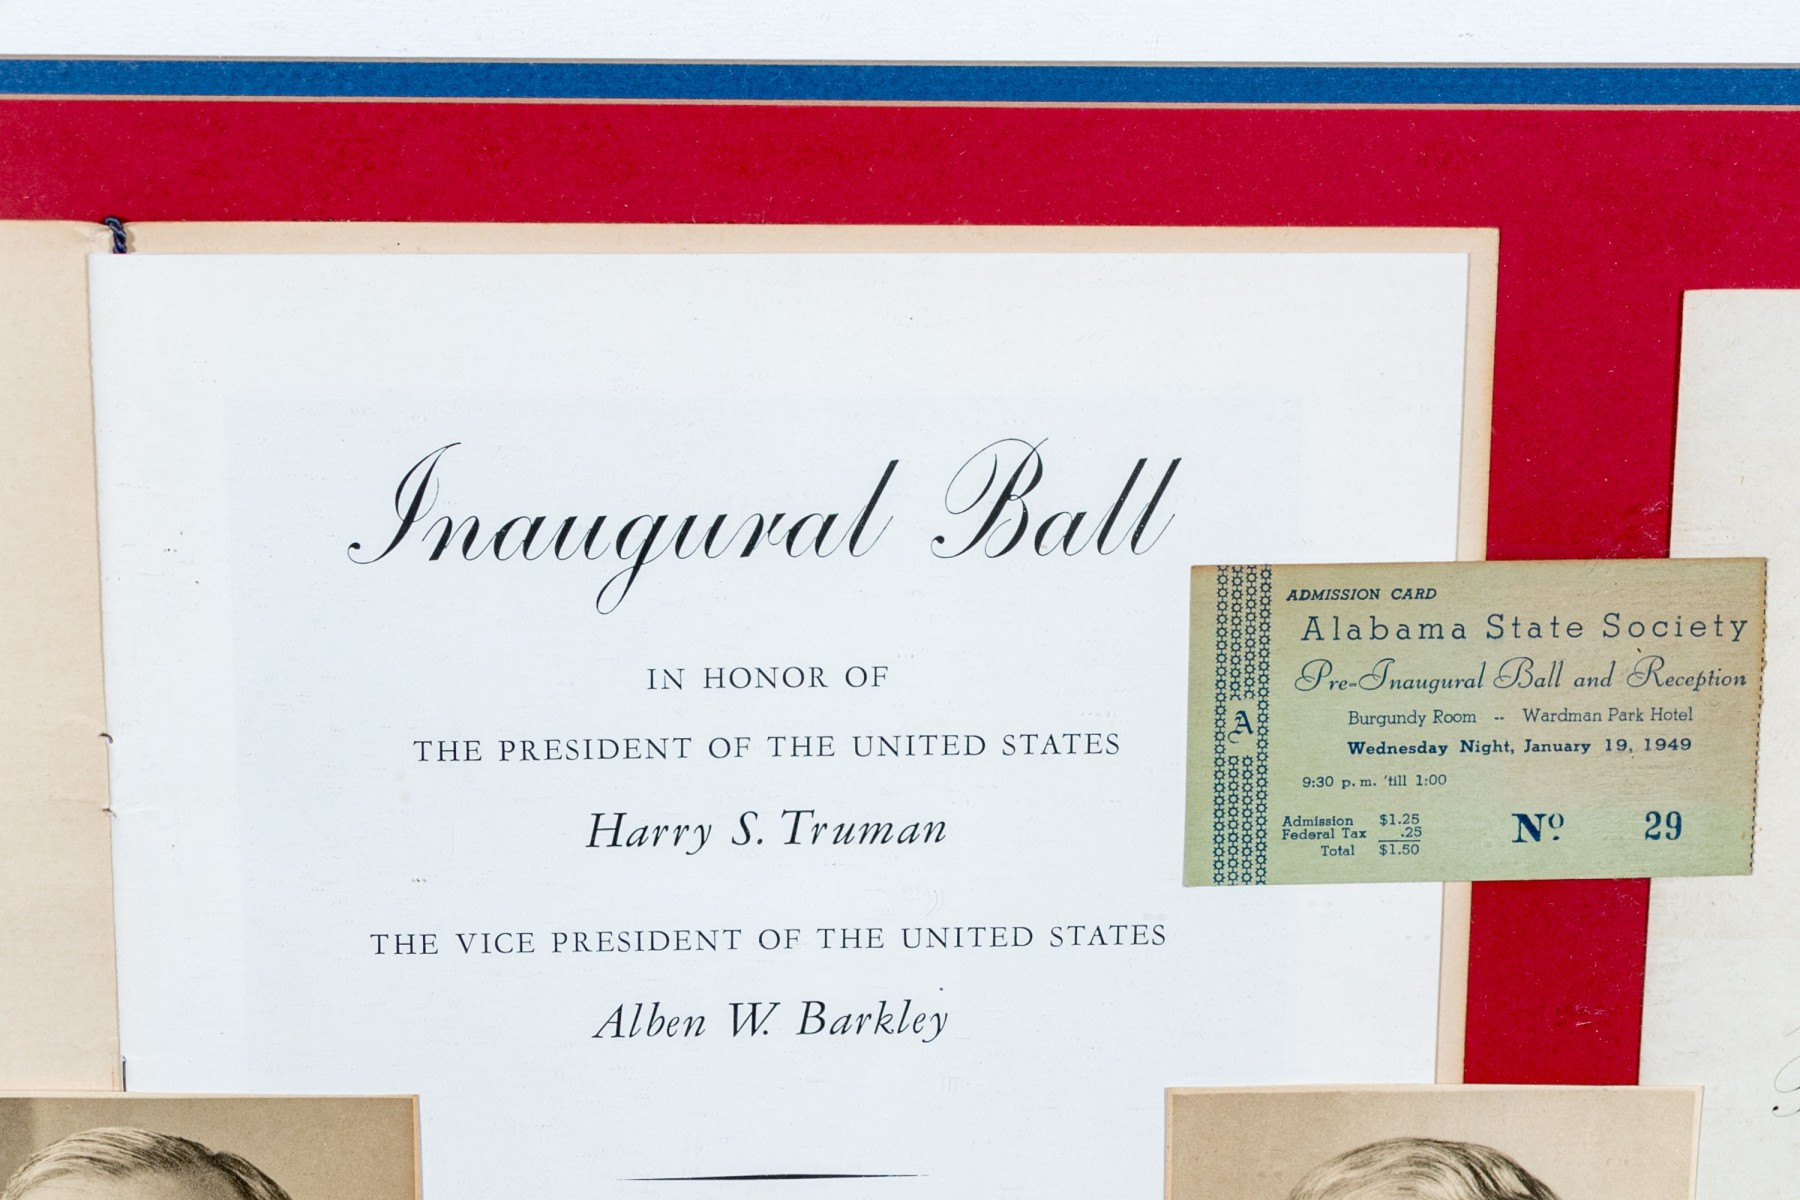 Inaugural Ball
IN HONOR OF
THE PRESIDENT OF THE UNITED STATES
Harry S. Truman
THE VICE PRESIDENT OF THE UNITED STATES
Alben W. Barkley
ADMISSION CARD
Alabama State Society
Pre-Inaugural Ball and Reception
Burgundy Room -- Wardman Park Hotel
Wednesday Night, January 19, 1949
9:30 p.m. 'till 1:00
Admission $1.25
Federal Tax .25
Total $1.50
Nº 29
A